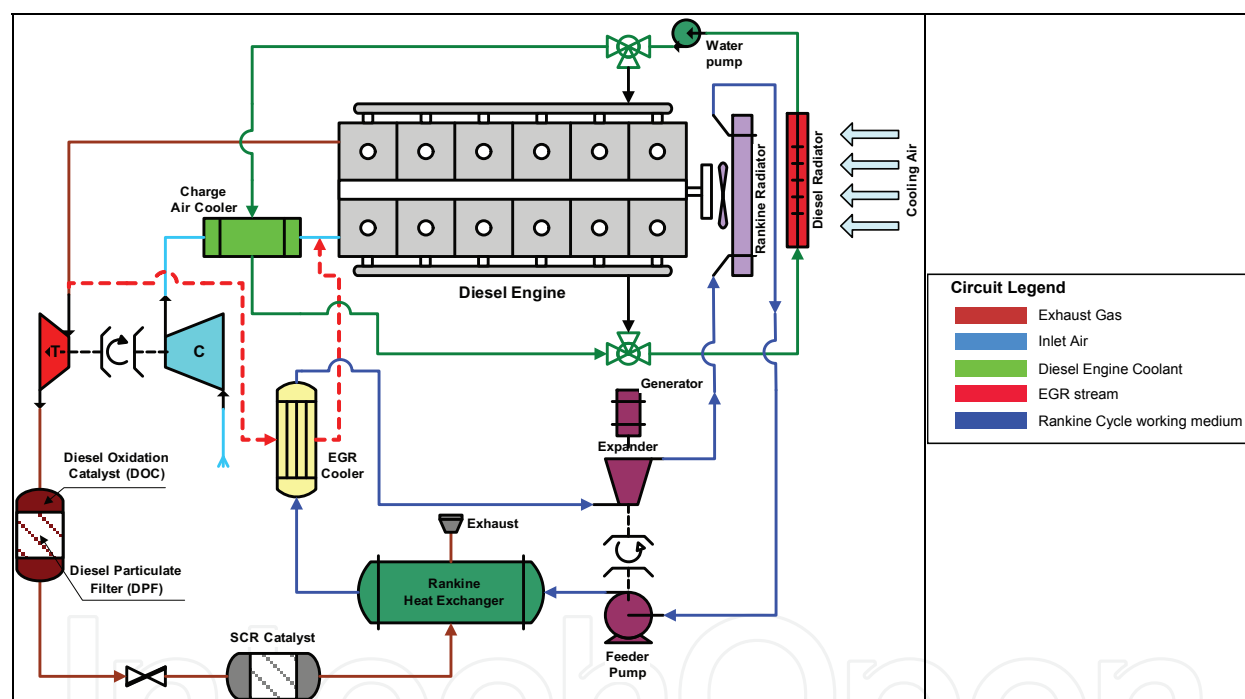 Water
pump
Charge
Air Cooler
Diesel Engine
Rankine Radiator
Diesel Radiator
Cooling Air
T
C
Generator
Expander
EGR
Cooler
Diesel Oxidation
Catalyst (DOC)
Exhaust
Diesel Particulate
Filter (DPF)
Rankine
Heat Exchanger
SCR Catalyst
Feeder
Pump
Circuit Legend
Exhaust Gas
Inlet Air
Diesel Engine Coolant
EGR stream
Rankine Cycle working medium
IntechOpen